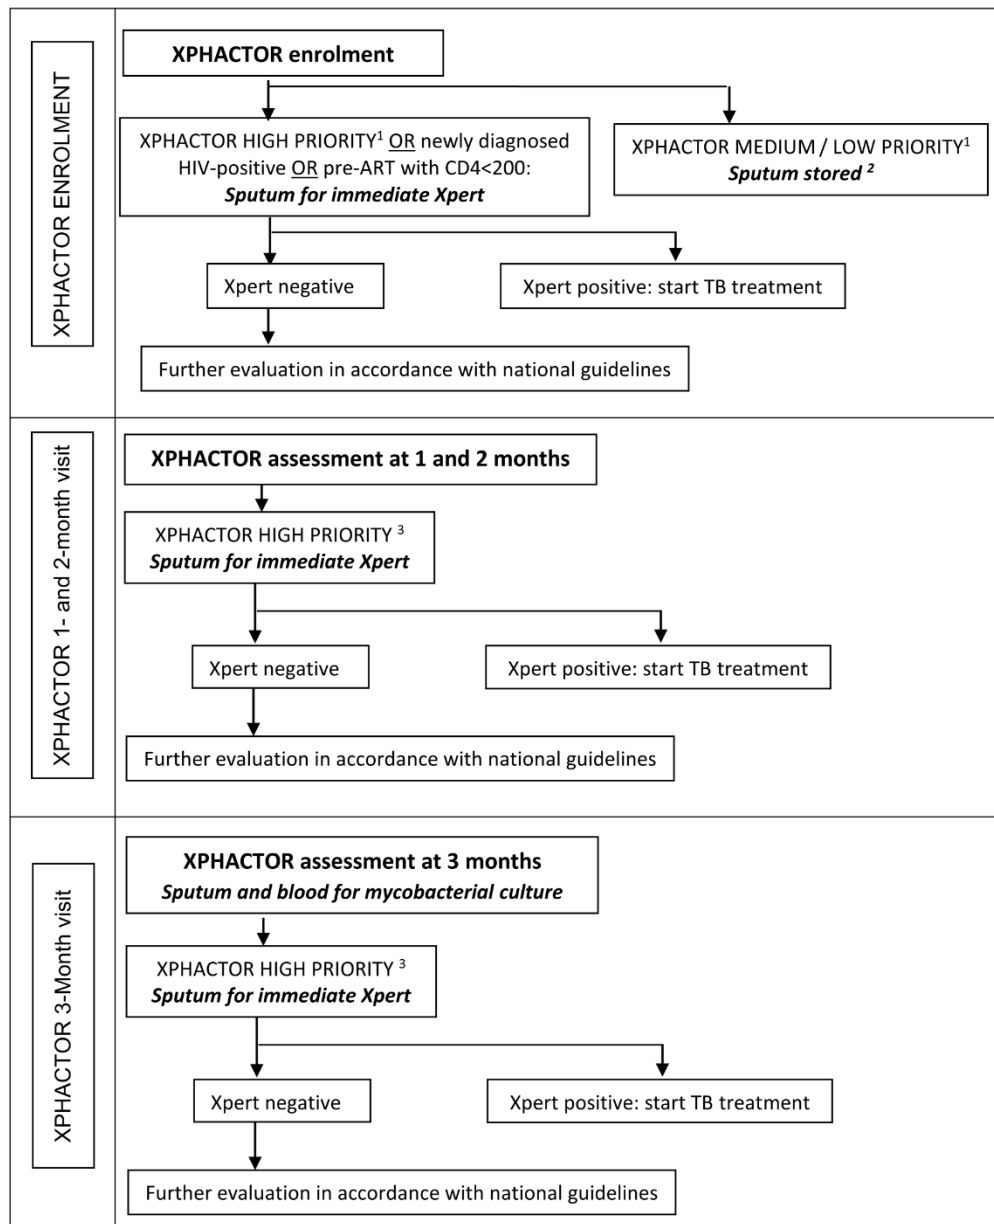 XPHACTOR ENROLMENT
XPHACTOR enrolment
XPHACTOR HIGH PRIORITY1 OR newly diagnosed
HIV-positive OR pre-ART with CD4<200:
Sputum for immediate Xpert
XPHACTOR MEDIUM / LOW PRIORITY1
Sputum stored 2
Xpert negative
Xpert positive: start TB treatment
Further evaluation in accordance with national guidelines
XPHACTOR 1- and 2-month visit
XPHACTOR assessment at 1 and 2 months
XPHACTOR HIGH PRIORITY 3
Sputum for immediate Xpert
Xpert negative
Xpert positive: start TB treatment
Further evaluation in accordance with national guidelines
XPHACTOR 3-Month visit
XPHACTOR assessment at 3 months
Sputum and blood for mycobacterial culture
XPHACTOR HIGH PRIORITY 3
Sputum for immediate Xpert
Xpert negative
Xpert positive: start TB treatment
Further evaluation in accordance with national guidelines